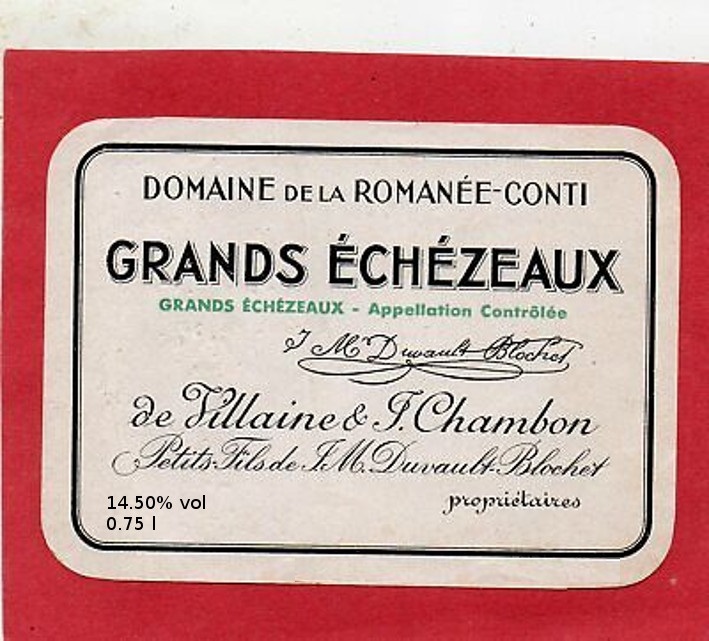 DOMAINE DE LA ROMANÉE-CONTI
GRANDS ÉCHÉZEAUX
GRANDS ÉCHÉZEAUX - Appellation Contrôlée
J M Duvault Blochet
de Villaine & J. Chambon
Petits-Fils de J.M. Duvault-Blochet
propriétaires
14.50% vol
0.75 l